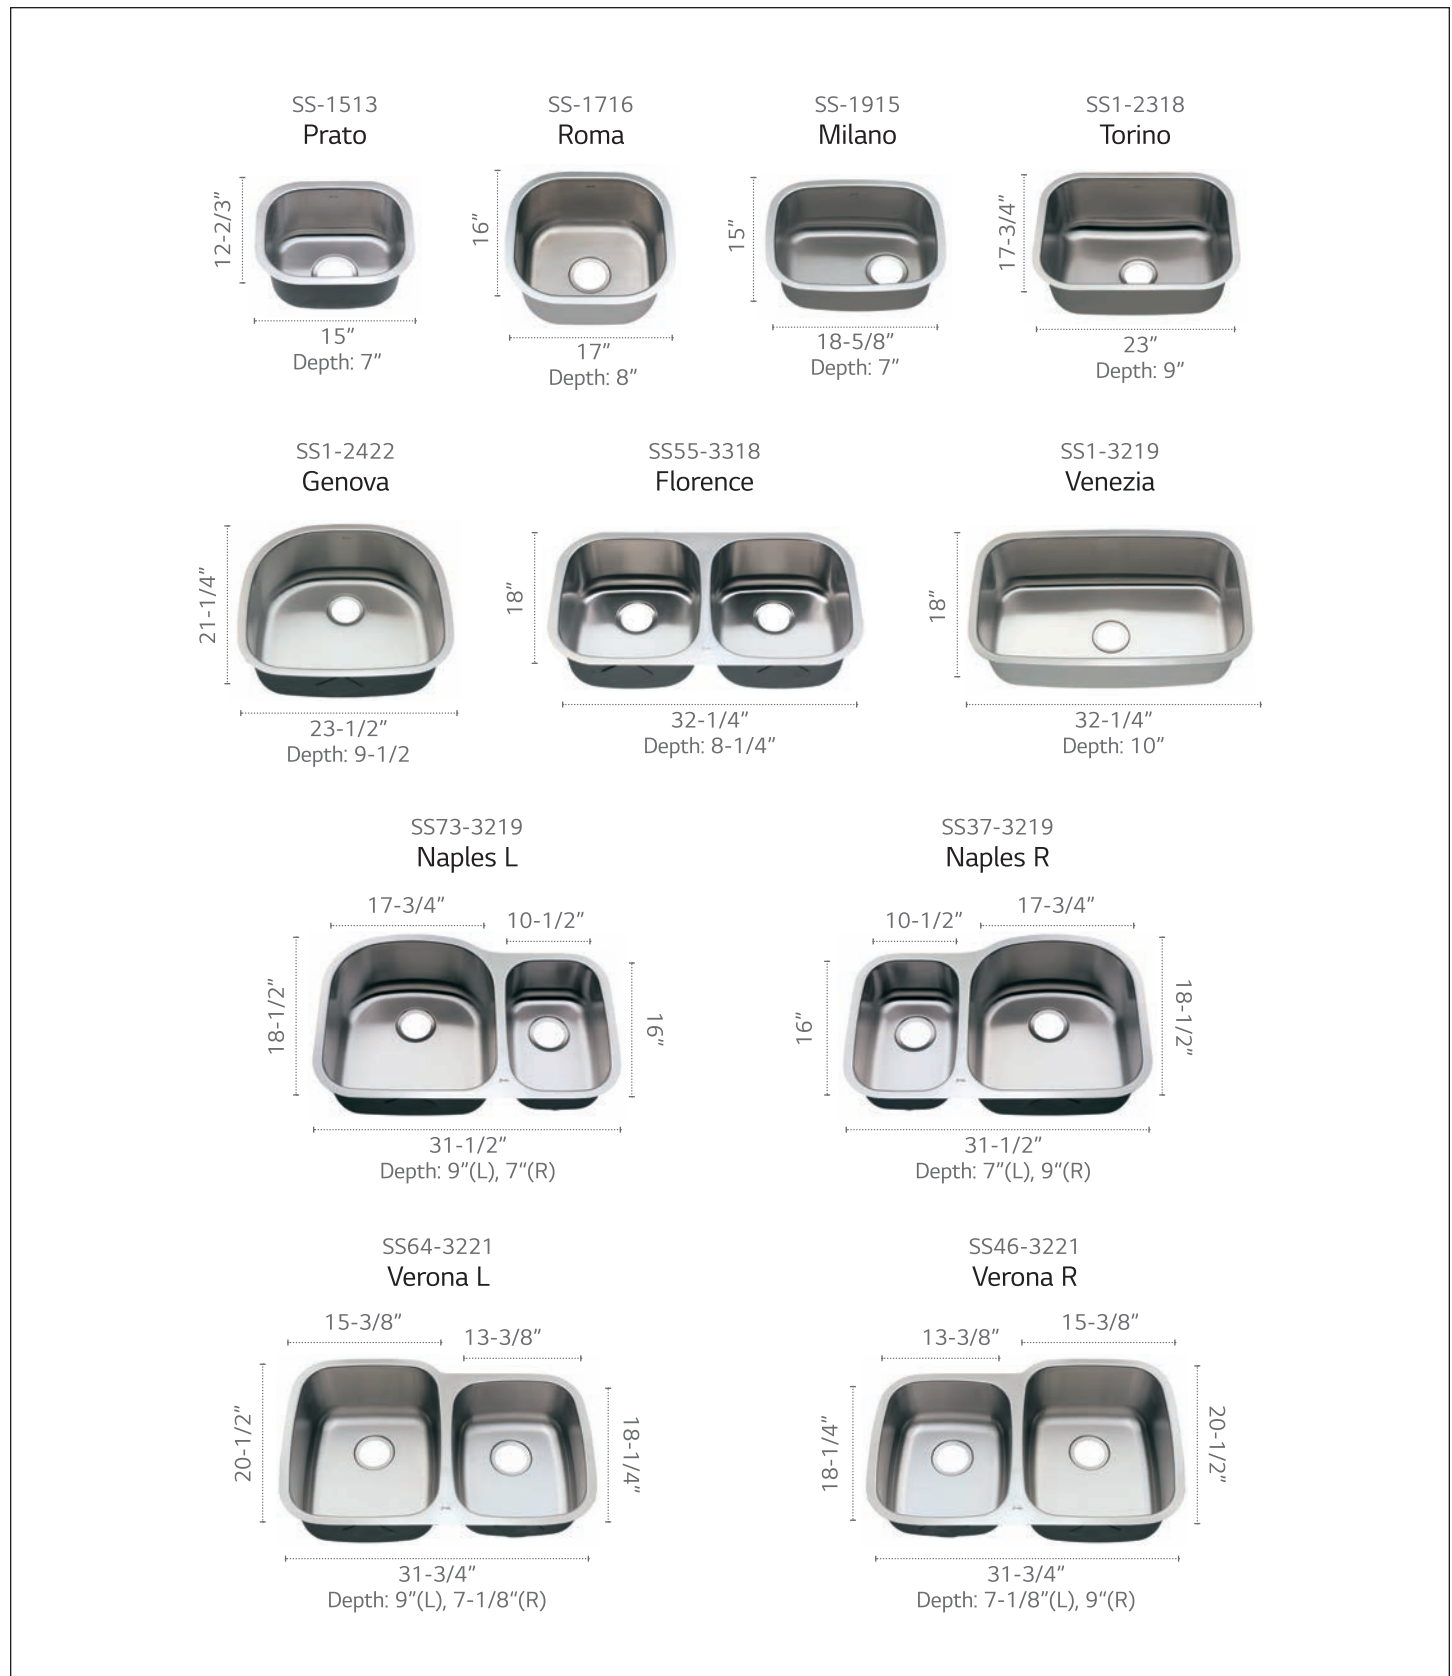 SS-1513
Prato
12-2/3”
15”
Depth: 7”
SS-1716
Roma
16”
17”
Depth: 8”
SS-1915
Milano
15”
18-5/8”
Depth: 7”
SS1-2318
Torino
17-3/4”
23”
Depth: 9”
SS1-2422
Genova
21-1/4”
23-1/2”
Depth: 9-1/2
SS55-3318
Florence
18”
32-1/4”
Depth: 8-1/4”
SS1-3219
Venezia
18”
32-1/4”
Depth: 10”
SS73-3219
Naples L
17-3/4”
10-1/2”
18-1/2”
16”
31-1/2”
Depth: 9”(L), 7“(R)
SS37-3219
Naples R
10-1/2”
17-3/4”
16”
18-1/2”
31-1/2”
Depth: 7”(L), 9“(R)
SS64-3221
Verona L
15-3/8”
13-3/8”
20-1/2”
18-1/4”
31-3/4”
Depth: 9”(L), 7-1/8“(R)
SS46-3221
Verona R
13-3/8”
15-3/8”
18-1/4”
20-1/2”
31-3/4”
Depth: 7-1/8”(L), 9“(R)